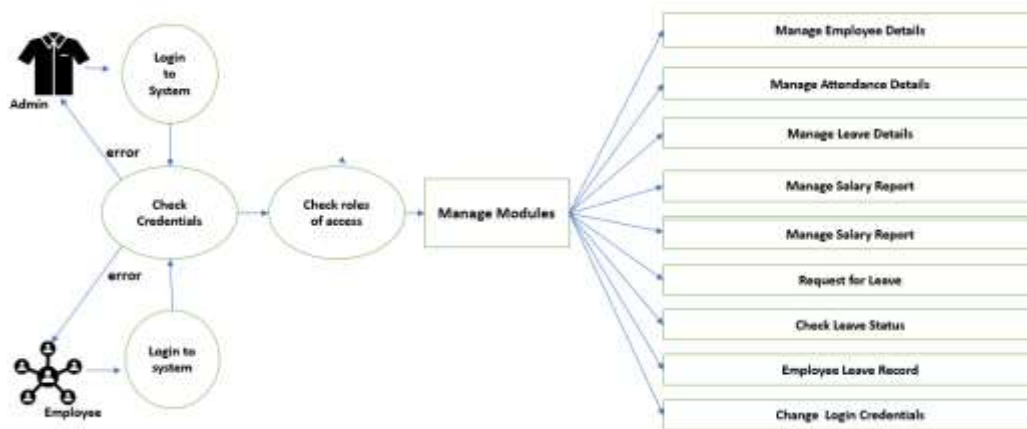 Login
to
System
Admin
error
Check
Credentials
Check roles
of access
Manage Modules
error
Login to
system
Employee
Manage Employee Details
Manage Attendance Details
Manage Leave Details
Manage Salary Report
Manage Salary Report
Request for Leave
Check Leave Status
Employee Leave Record
Change Login Credentials